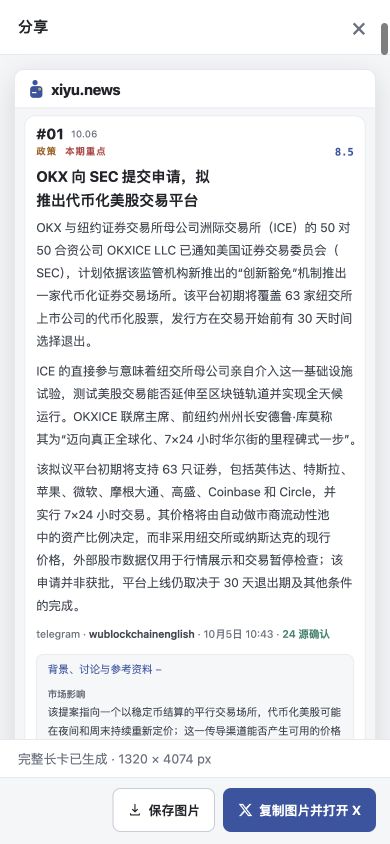 分享
xiyu.news
#01 10.06
政策 本期重点 8.5
OKX 向 SEC 提交申请，拟
推出代币化美股交易平台
OKX 与纽约证券交易所母公司洲际交易所（ICE）的 50 对
50 合资公司 OKXICE LLC 已通知美国证券交易委员会（
SEC），计划依据该监管机构新推出的“创新豁免”机制推出
一家代币化证券交易场所。该平台初期将覆盖 63 家纽交所
上市公司的代币化股票，发行方在交易开始前有 30 天时间
选择退出。
ICE 的直接参与意味着纽交所母公司亲自介入这一基础设施
试验，测试美股交易能否延伸至区块链轨道并实现全天候
运行。OKXICE 联席主席、前纽约州州长安德鲁·库莫称
其为“迈向真正全球化、7×24 小时华尔街的里程碑式一步”。
该拟议平台初期将支持 63 只证券，包括英伟达、特斯拉、
苹果、微软、摩根大通、高盛、Coinbase 和 Circle，并
实行 7×24 小时交易。其价格将由自动做市商流动性池
中的资产比例决定，而非采用纽交所或纳斯达克的现行
价格，外部股市数据仅用于行情展示和交易暂停检查；该
申请并非获批，平台上线仍取决于 30 天退出期及其他条件
的完成。
telegram · wublockchainenglish · 10月5日 10:43 · 24 源确认
背景、讨论与参考资料 –
市场影响
该提案指向一个以稳定币结算的平行交易场所，代币化美股可能
在夜间和周末持续重新定价；这一传导渠道能否产生可用的价格
完整长卡已生成 · 1320 × 4074 px
保存图片
复制图片并打开 X